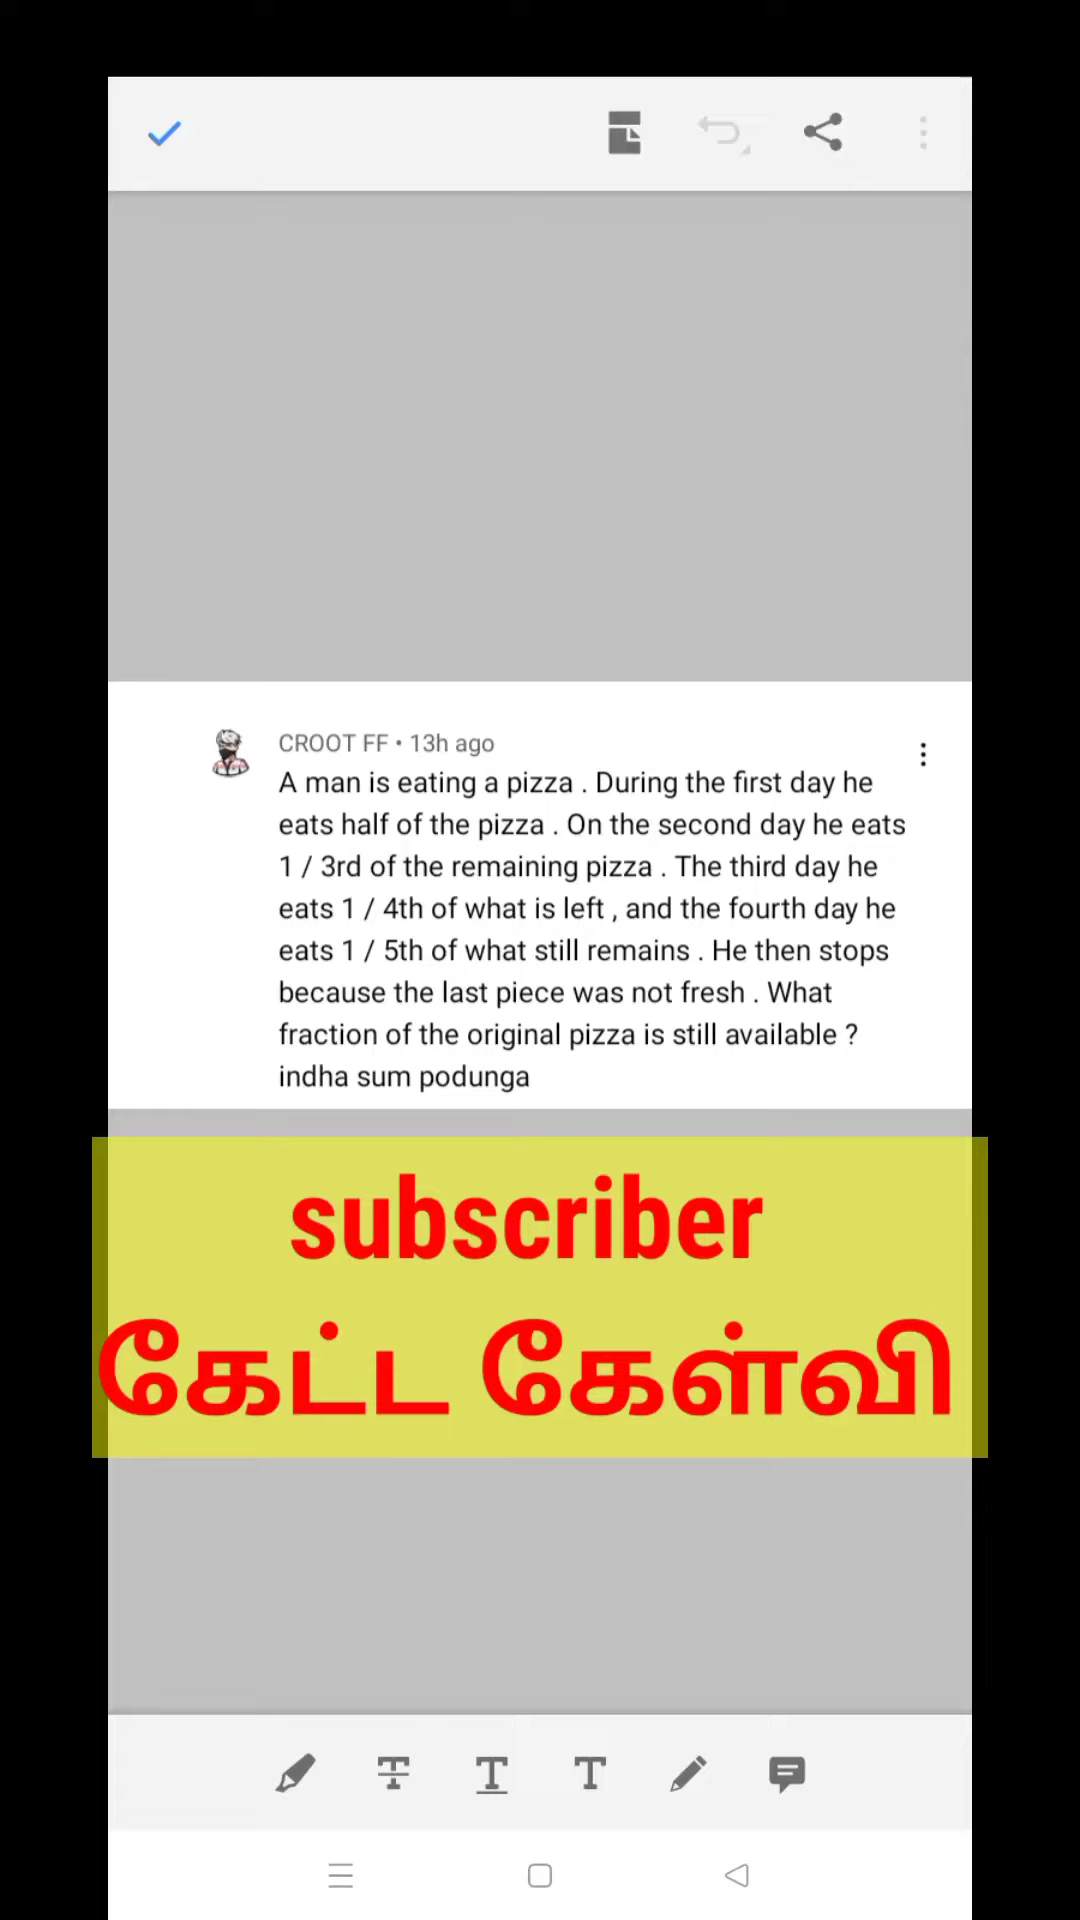 CROOT FF • 13h ago
A man is eating a pizza . During the first day he
eats half of the pizza . On the second day he eats
1 / 3rd of the remaining pizza . The third day he
eats 1 / 4th of what is left , and the fourth day he
eats 1 / 5th of what still remains . He then stops
because the last piece was not fresh . What
fraction of the original pizza is still available ?
indha sum podunga
subscriber
கேட்ட கேள்வி